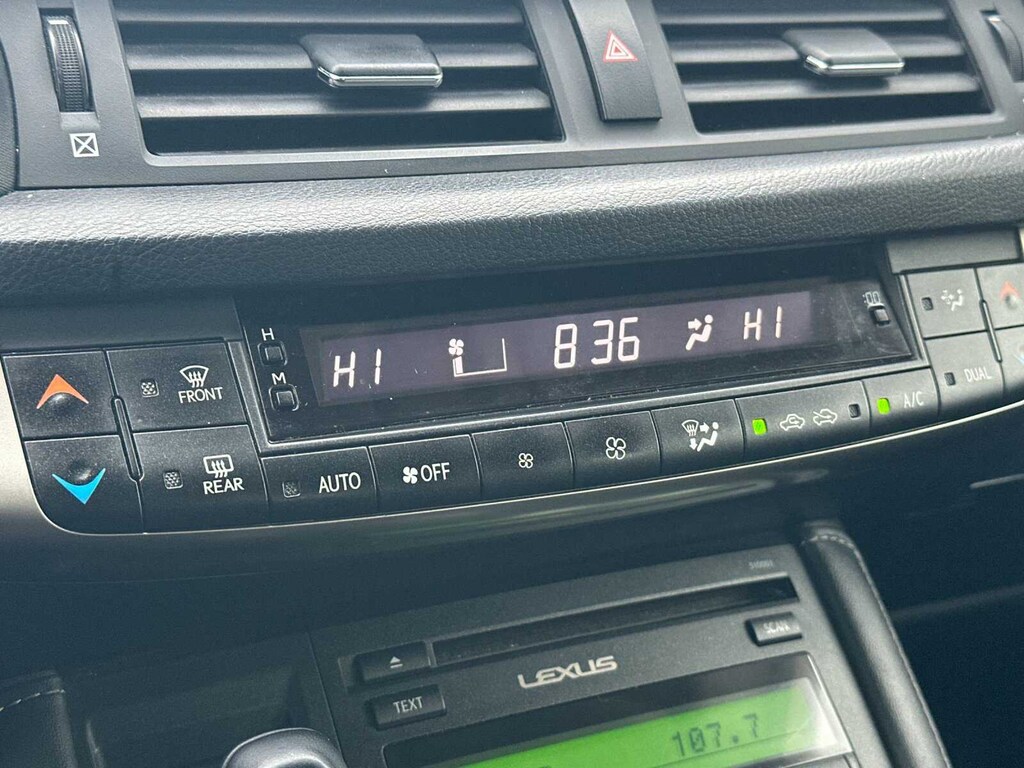 H
M
HI
8 36
HI
FRONT
REAR
AUTO
OFF
A/C
DUAL
SCAN
LEXUS
TEXT
107.7